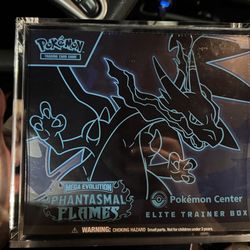 POKÉMON
TRADING CARD GAME
MEGA EVOLUTION
PHANTASMAL
FLAMES
Pokémon Center
ELITE TRAINER BOX
WARNING: CHOKING HAZARD Small parts. Not for children under 3 years.